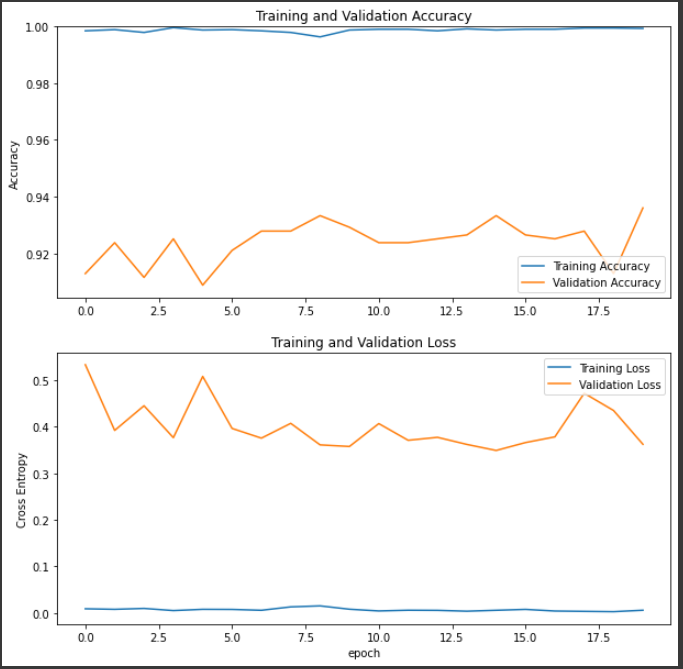 Training and Validation Accuracy
1.00
0.98
0.96
0.94
0.92
Accuracy
Training Accuracy
Validation Accuracy
0.0 2.5 5.0 7.5 10.0 12.5 15.0 17.5
Training and Validation Loss
0.5
0.4
0.3
0.2
0.1
0.0
Cross Entropy
Training Loss
Validation Loss
0.0 2.5 5.0 7.5 10.0 12.5 15.0 17.5
epoch